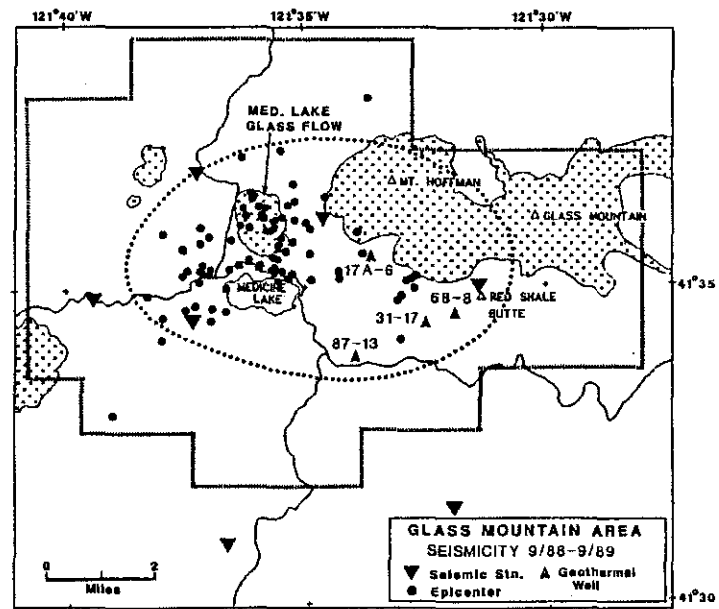 121°40'W
121°35'W
121°30'W
MED. LAKE
GLASS FLOW
MT. HOFFMAN
GLASS MOUNTAIN
17A-6
MEDICINE
LAKE
68-8
RED SHALE
BUTTE
41°35
31-17
87-13
GLASS MOUNTAIN AREA
SEISMICITY 9/88-9/89
Seismic Stn.
Geothermal
Well
Epicenter
0 2
Miles
41°30